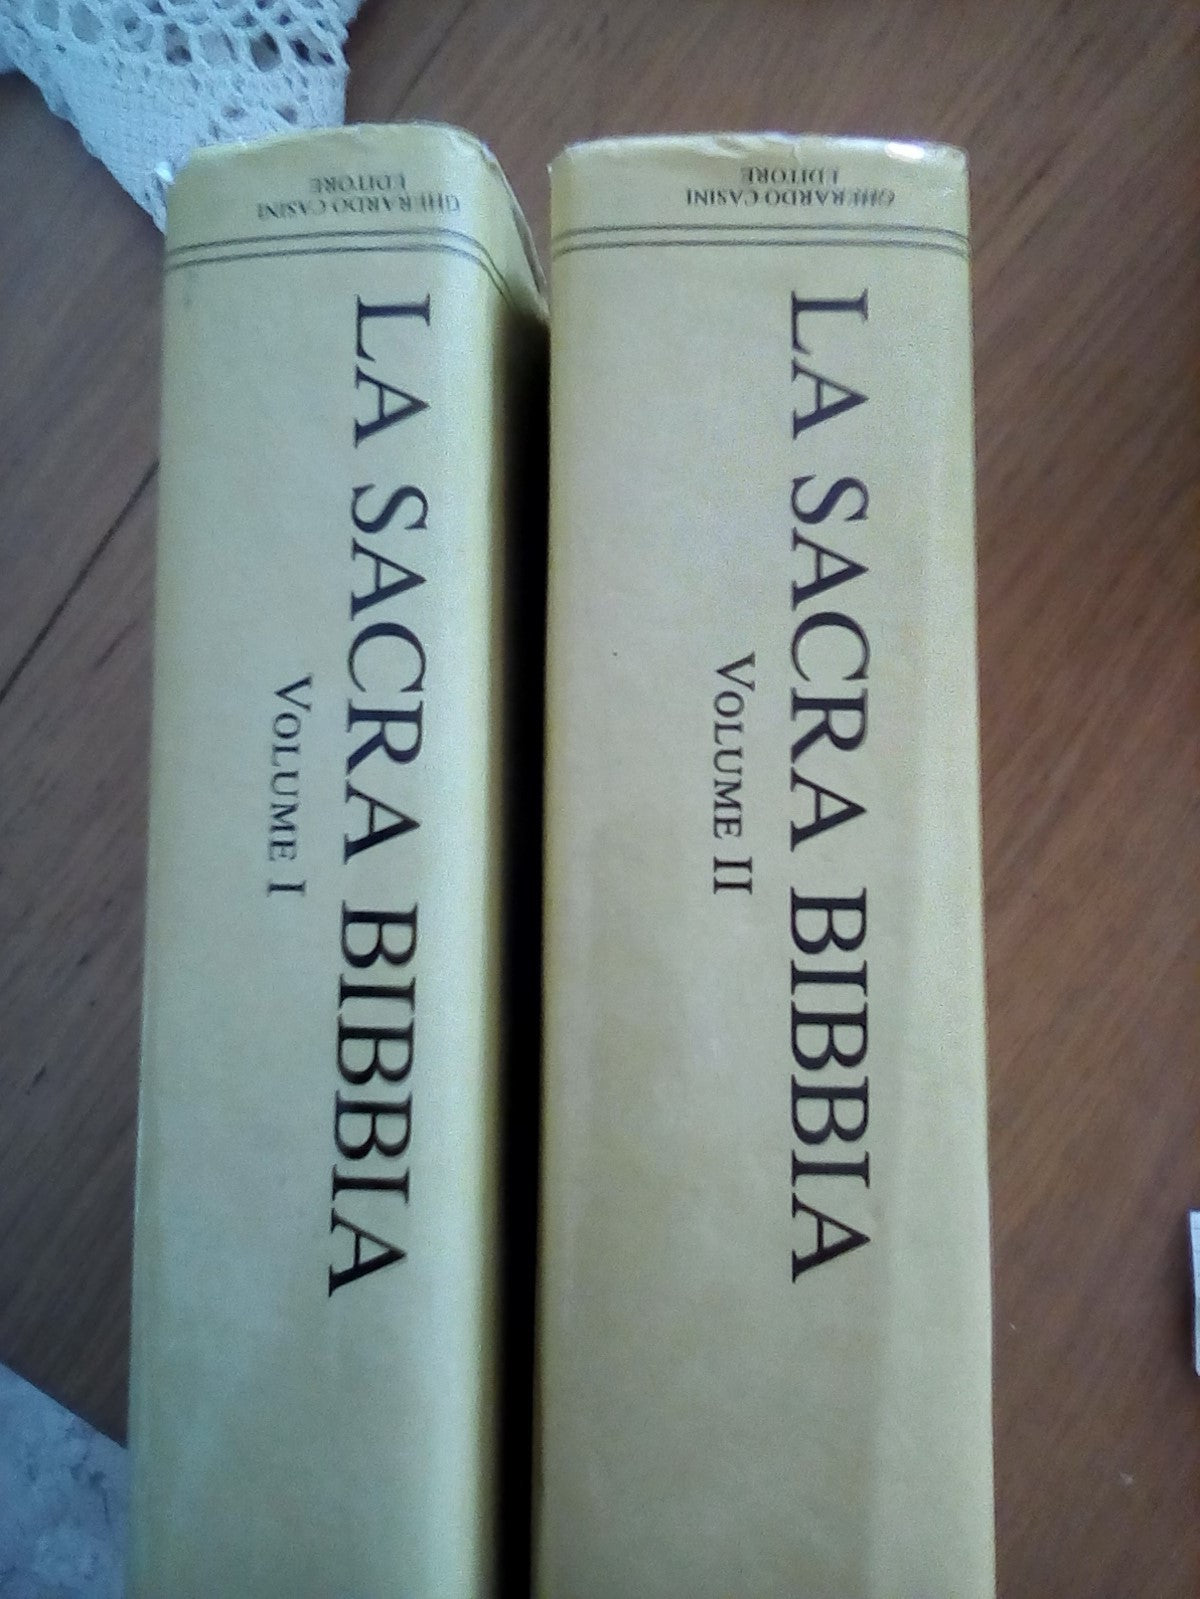 GHERARDO CASINI
EDITORE
LA SACRA BIBBIA
VOLUME I
GHERARDO CASINI
EDITORE
LA SACRA BIBBIA
VOLUME II